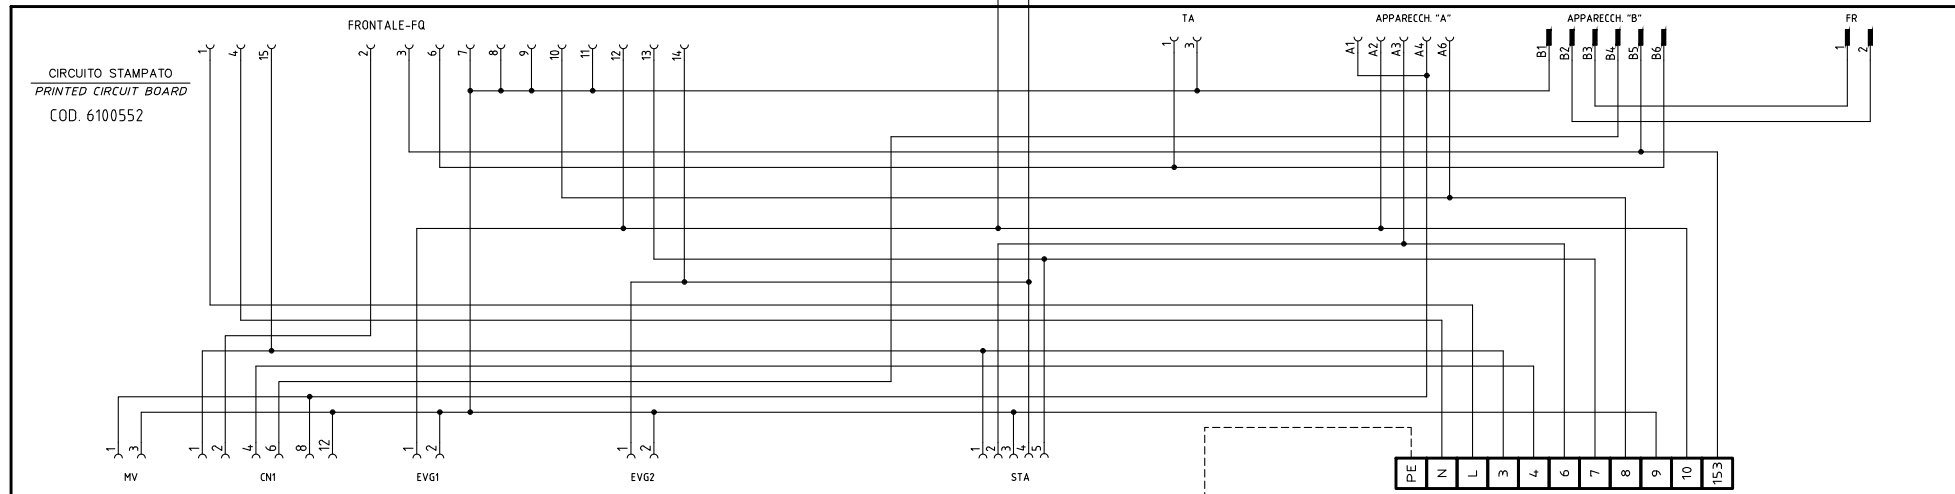 FRONTALE-FQ
TA
APPARECCH. "A"
APPARECCH. "B"
FR
1 4 15 2 3 6 7 8 9 10 11 12 13 14
1 3
A1 A2 A3 A4 A6
B1 B2 B3 B4 B5 B6
1 2
CIRCUITO STAMPATO
PRINTED CIRCUIT BOARD
COD. 6100552
1 3
1 2 4 6 8 12
1 2
1 2
1 2 3 4 5
MV
CN1
EVG1
EVG2
STA
PE N L 3 4 6 7 8 9 10 153